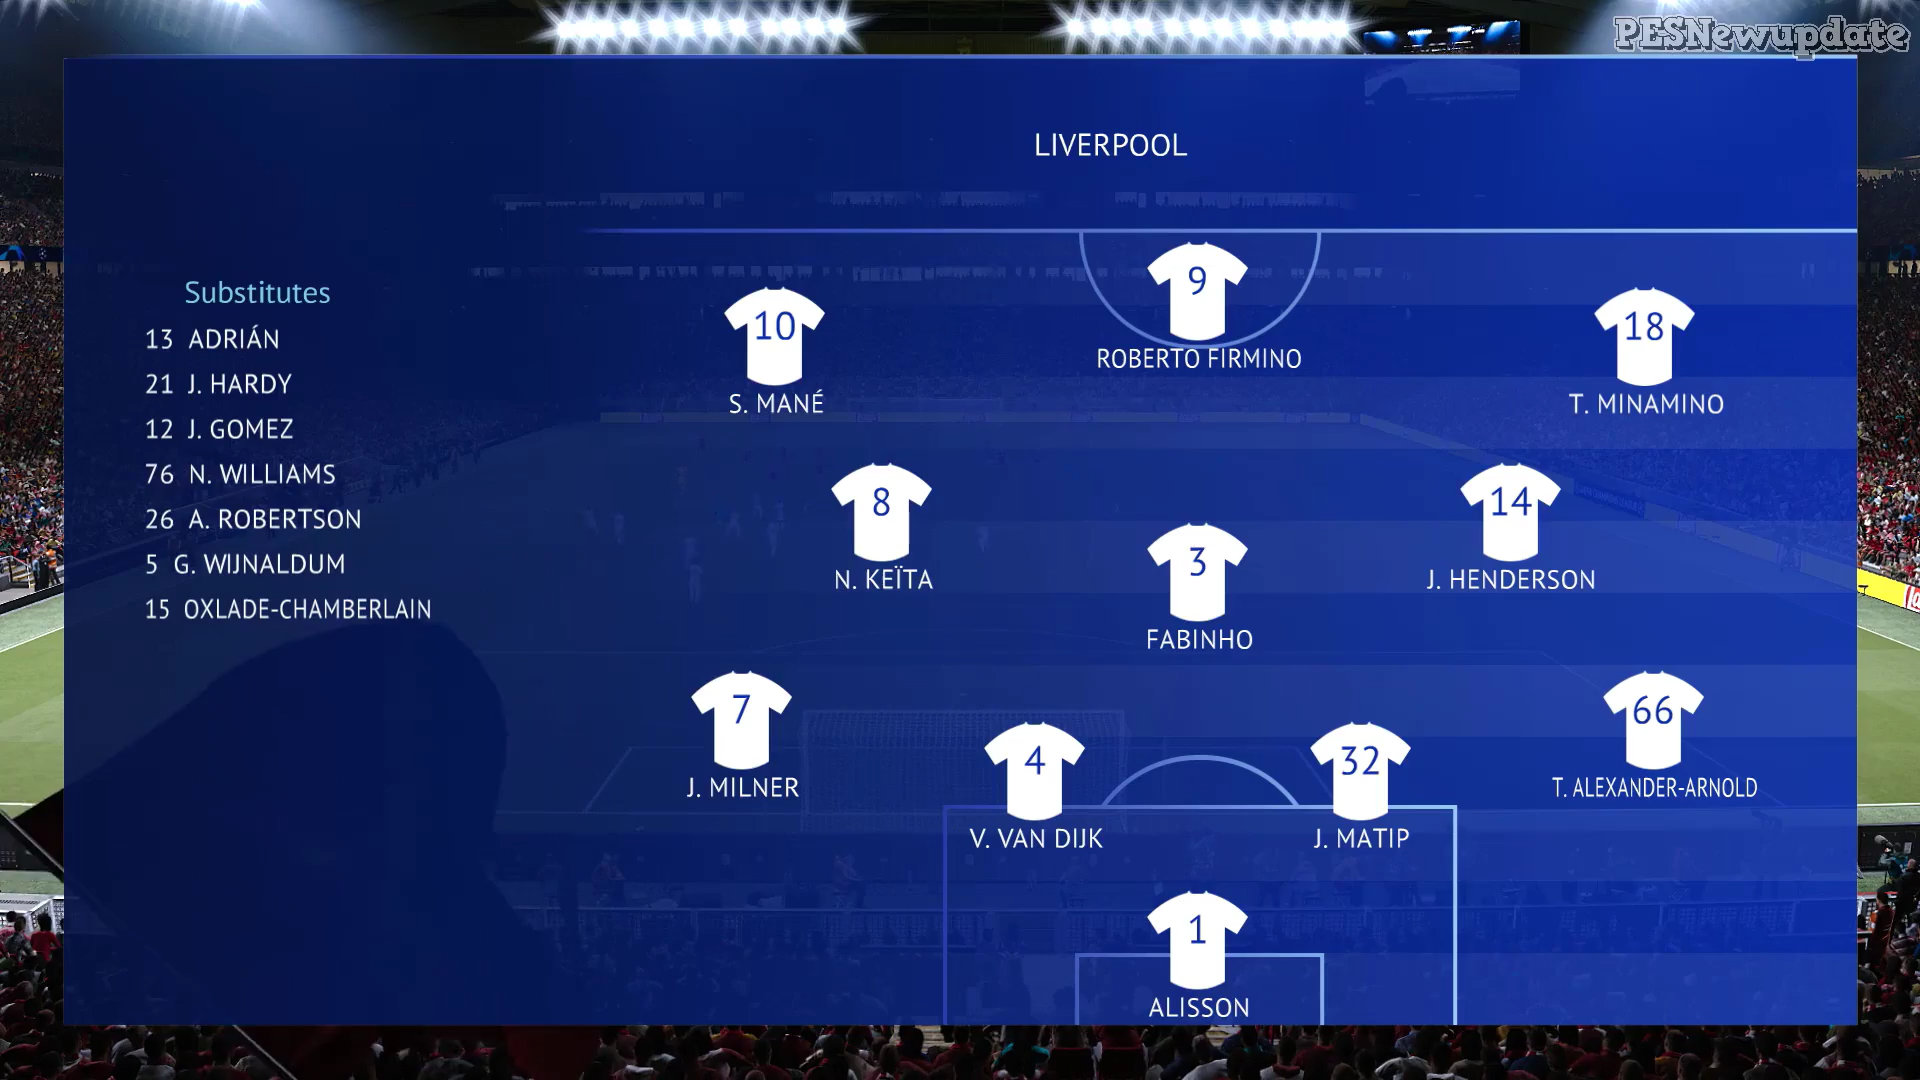 PESNewupdate
LIVERPOOL
Substitutes
13 ADRIÁN
21 J. HARDY
12 J. GOMEZ
76 N. WILLIAMS
26 A. ROBERTSON
5 G. WIJNALDUM
15 OXLADE-CHAMBERLAIN
9
ROBERTO FIRMINO
10
S. MANÉ
18
T. MINAMINO
8
N. KEÏTA
14
J. HENDERSON
3
FABINHO
7
J. MILNER
66
T. ALEXANDER-ARNOLD
4
V. VAN DIJK
32
J. MATIP
1
ALISSON